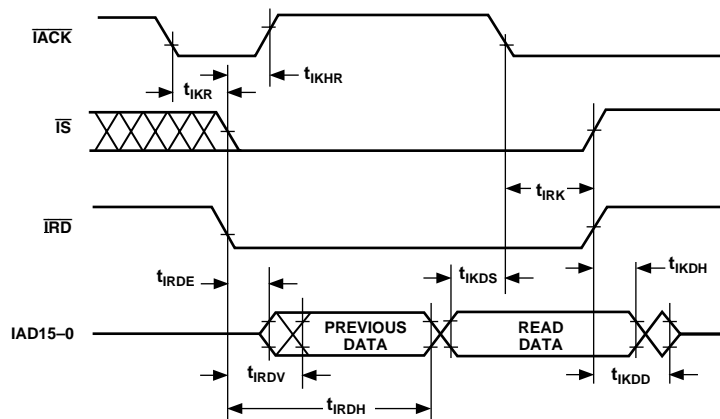 IACK
tIKR
tIKHR
IS
tIRK
IRD
tIRDE
tIKDS
tIKDH
IAD15–0
PREVIOUS
DATA
READ
DATA
tIRDV
tIKDD
tIRDH